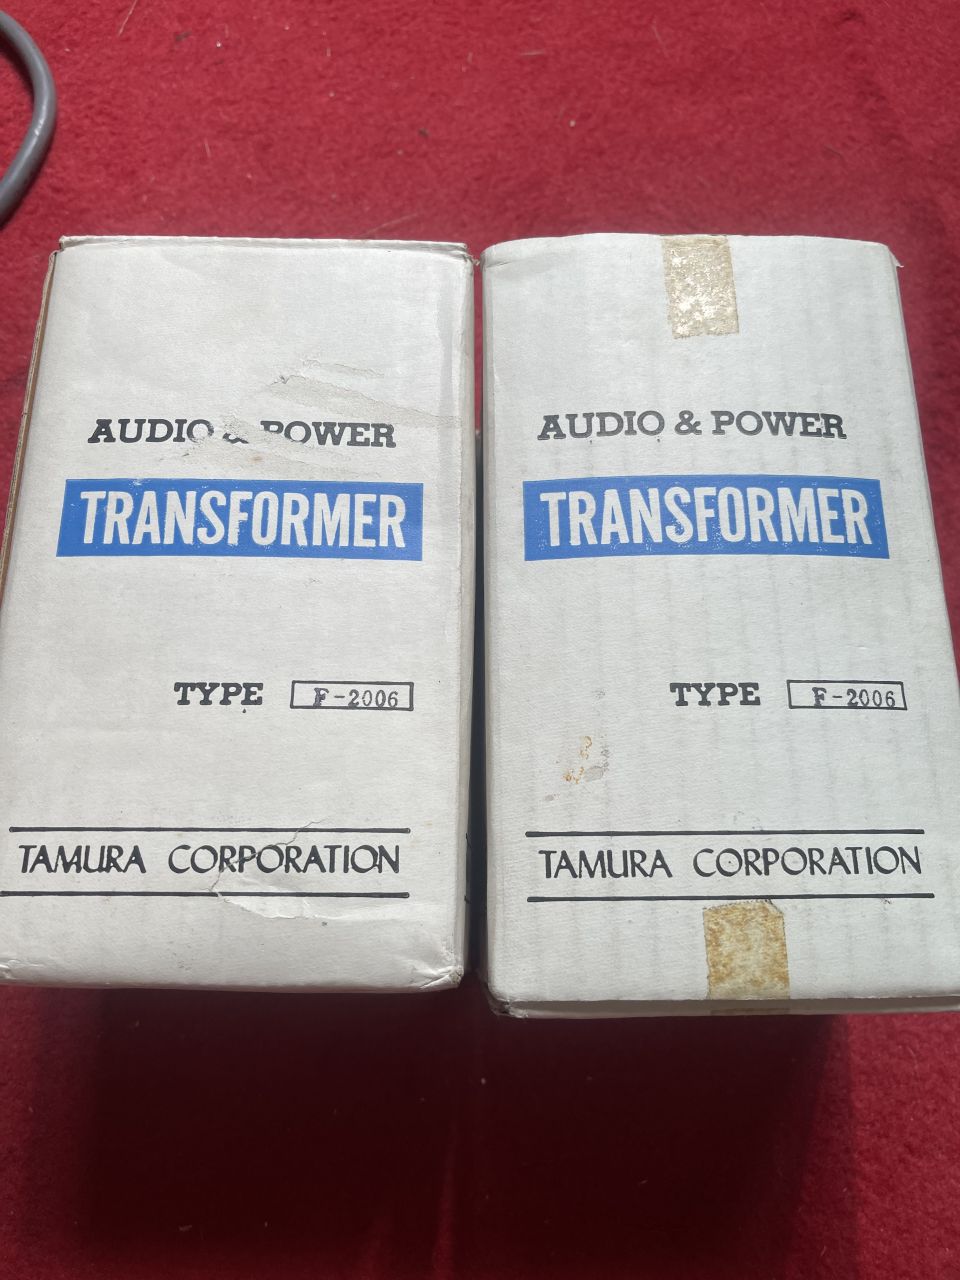 AUDIO & POWER
TRANSFORMER
TYPE F-2006
TAMURA CORPORATION
AUDIO & POWER
TRANSFORMER
TYPE F-2006
TAMURA CORPORATION